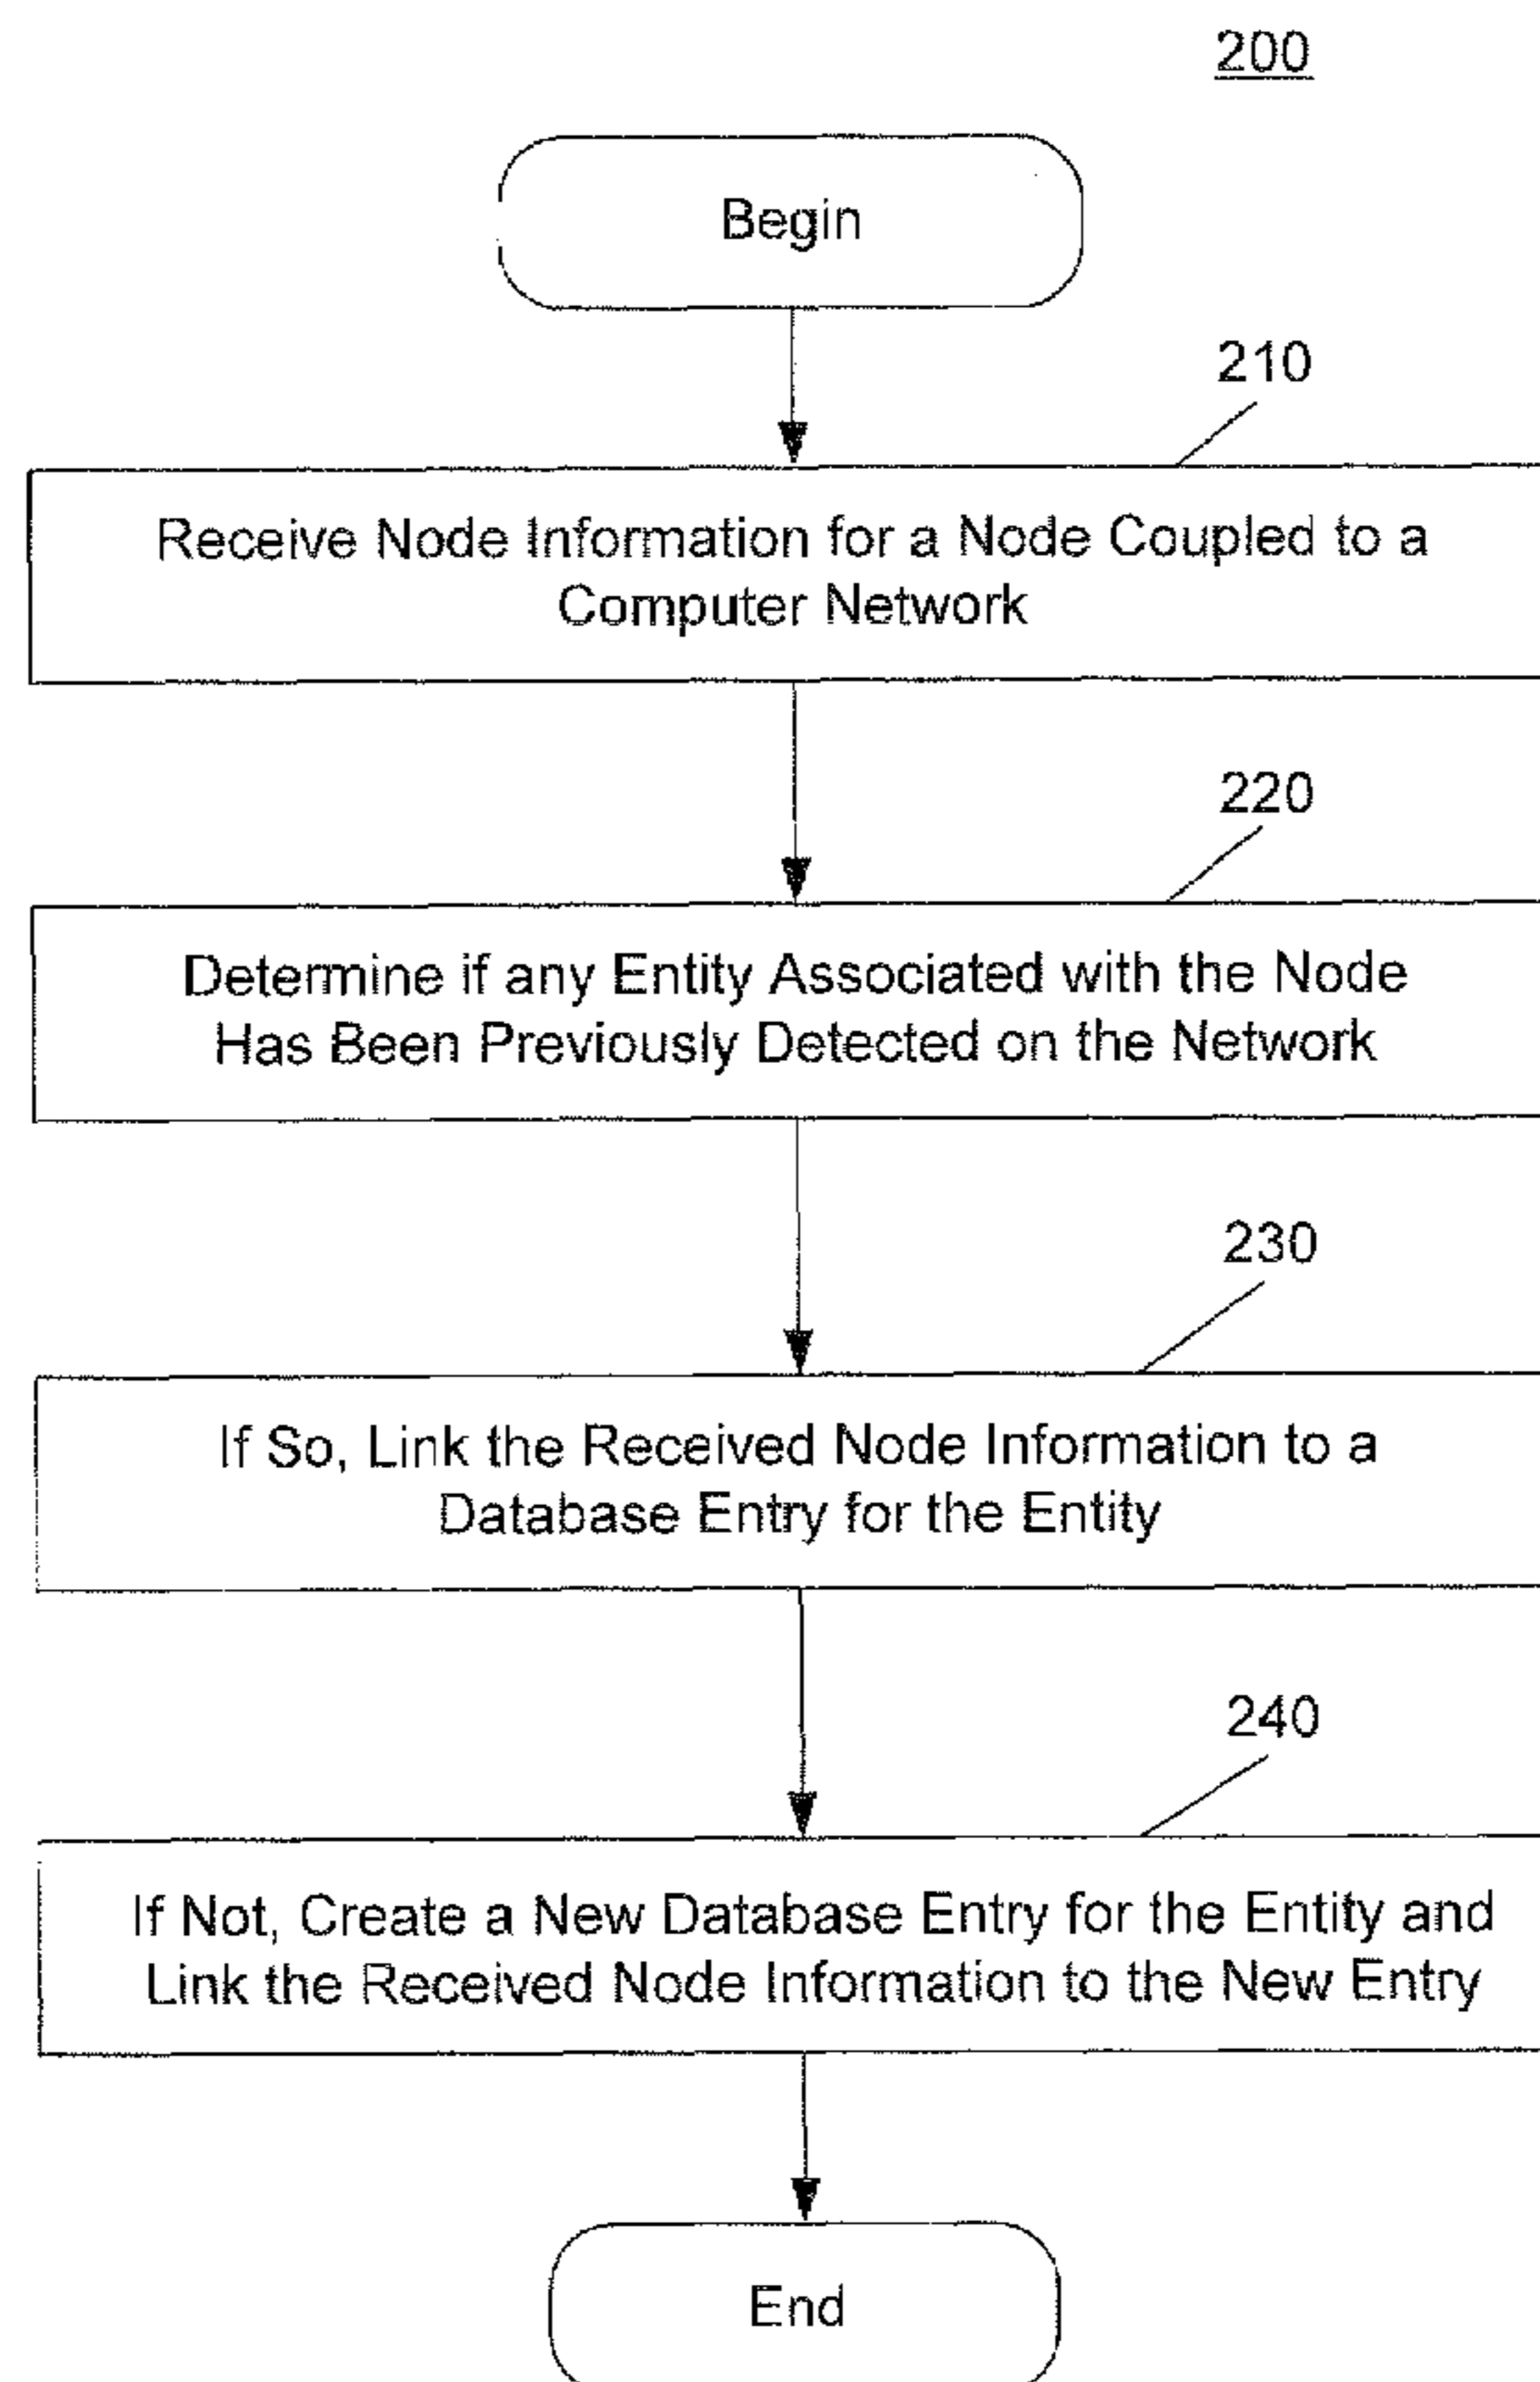 200
Begin
210
Receive Node Information for a Node Coupled to a
Computer Network
220
Determine if any Entity Associated with the Node
Has Been Previously Detected on the Network
230
If So, Link the Received Node Information to a
Database Entry for the Entity
240
If Not, Create a New Database Entry for the Entity and
Link the Received Node Information to the New Entry
End